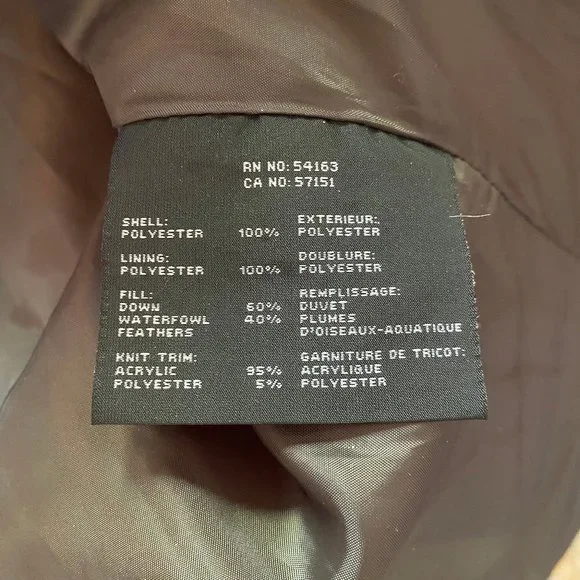 RN NO: 54163
CA NO: 57151
SHELL: EXTERIEUR:
POLYESTER 100% POLYESTER
LINING: DOUBLURE:
POLYESTER 100% POLYESTER
FILL: REMPLISSAGE:
DOWN 60% DUVET
WATERFOWL 40% PLUMES
FEATHERS D'OISEAUX-AQUATIQUE
KNIT TRIM: GARNITURE DE TRICOT:
ACRYLIC 95% ACRYLIQUE
POLYESTER 5% POLYESTER